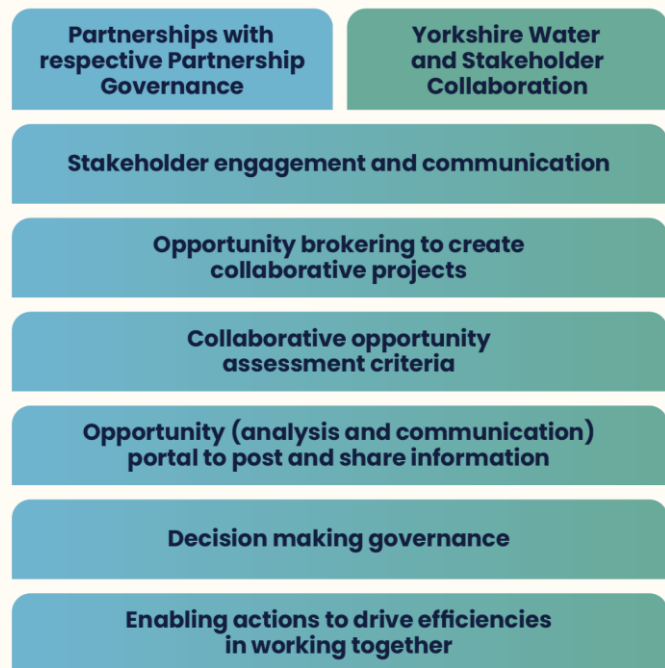 Partnerships with
respective Partnership
Governance
Yorkshire Water
and Stakeholder
Collaboration
Stakeholder engagement and communication
Opportunity brokering to create
collaborative projects
Collaborative opportunity
assessment criteria
Opportunity (analysis and communication)
portal to post and share information
Decision making governance
Enabling actions to drive efficiencies
in working together